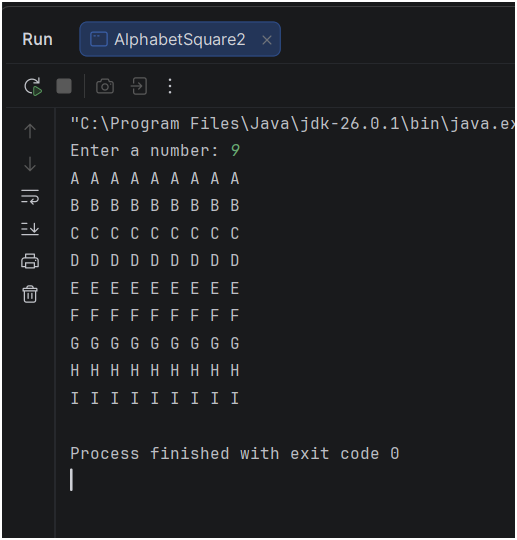 Run AlphabetSquare2
"C:\Program Files\Java\jdk-26.0.1\bin\java.ex
Enter a number: 9
A A A A A A A A A
B B B B B B B B B
C C C C C C C C C
D D D D D D D D D
E E E E E E E E E
F F F F F F F F F
G G G G G G G G G
H H H H H H H H H
I I I I I I I I I
Process finished with exit code 0